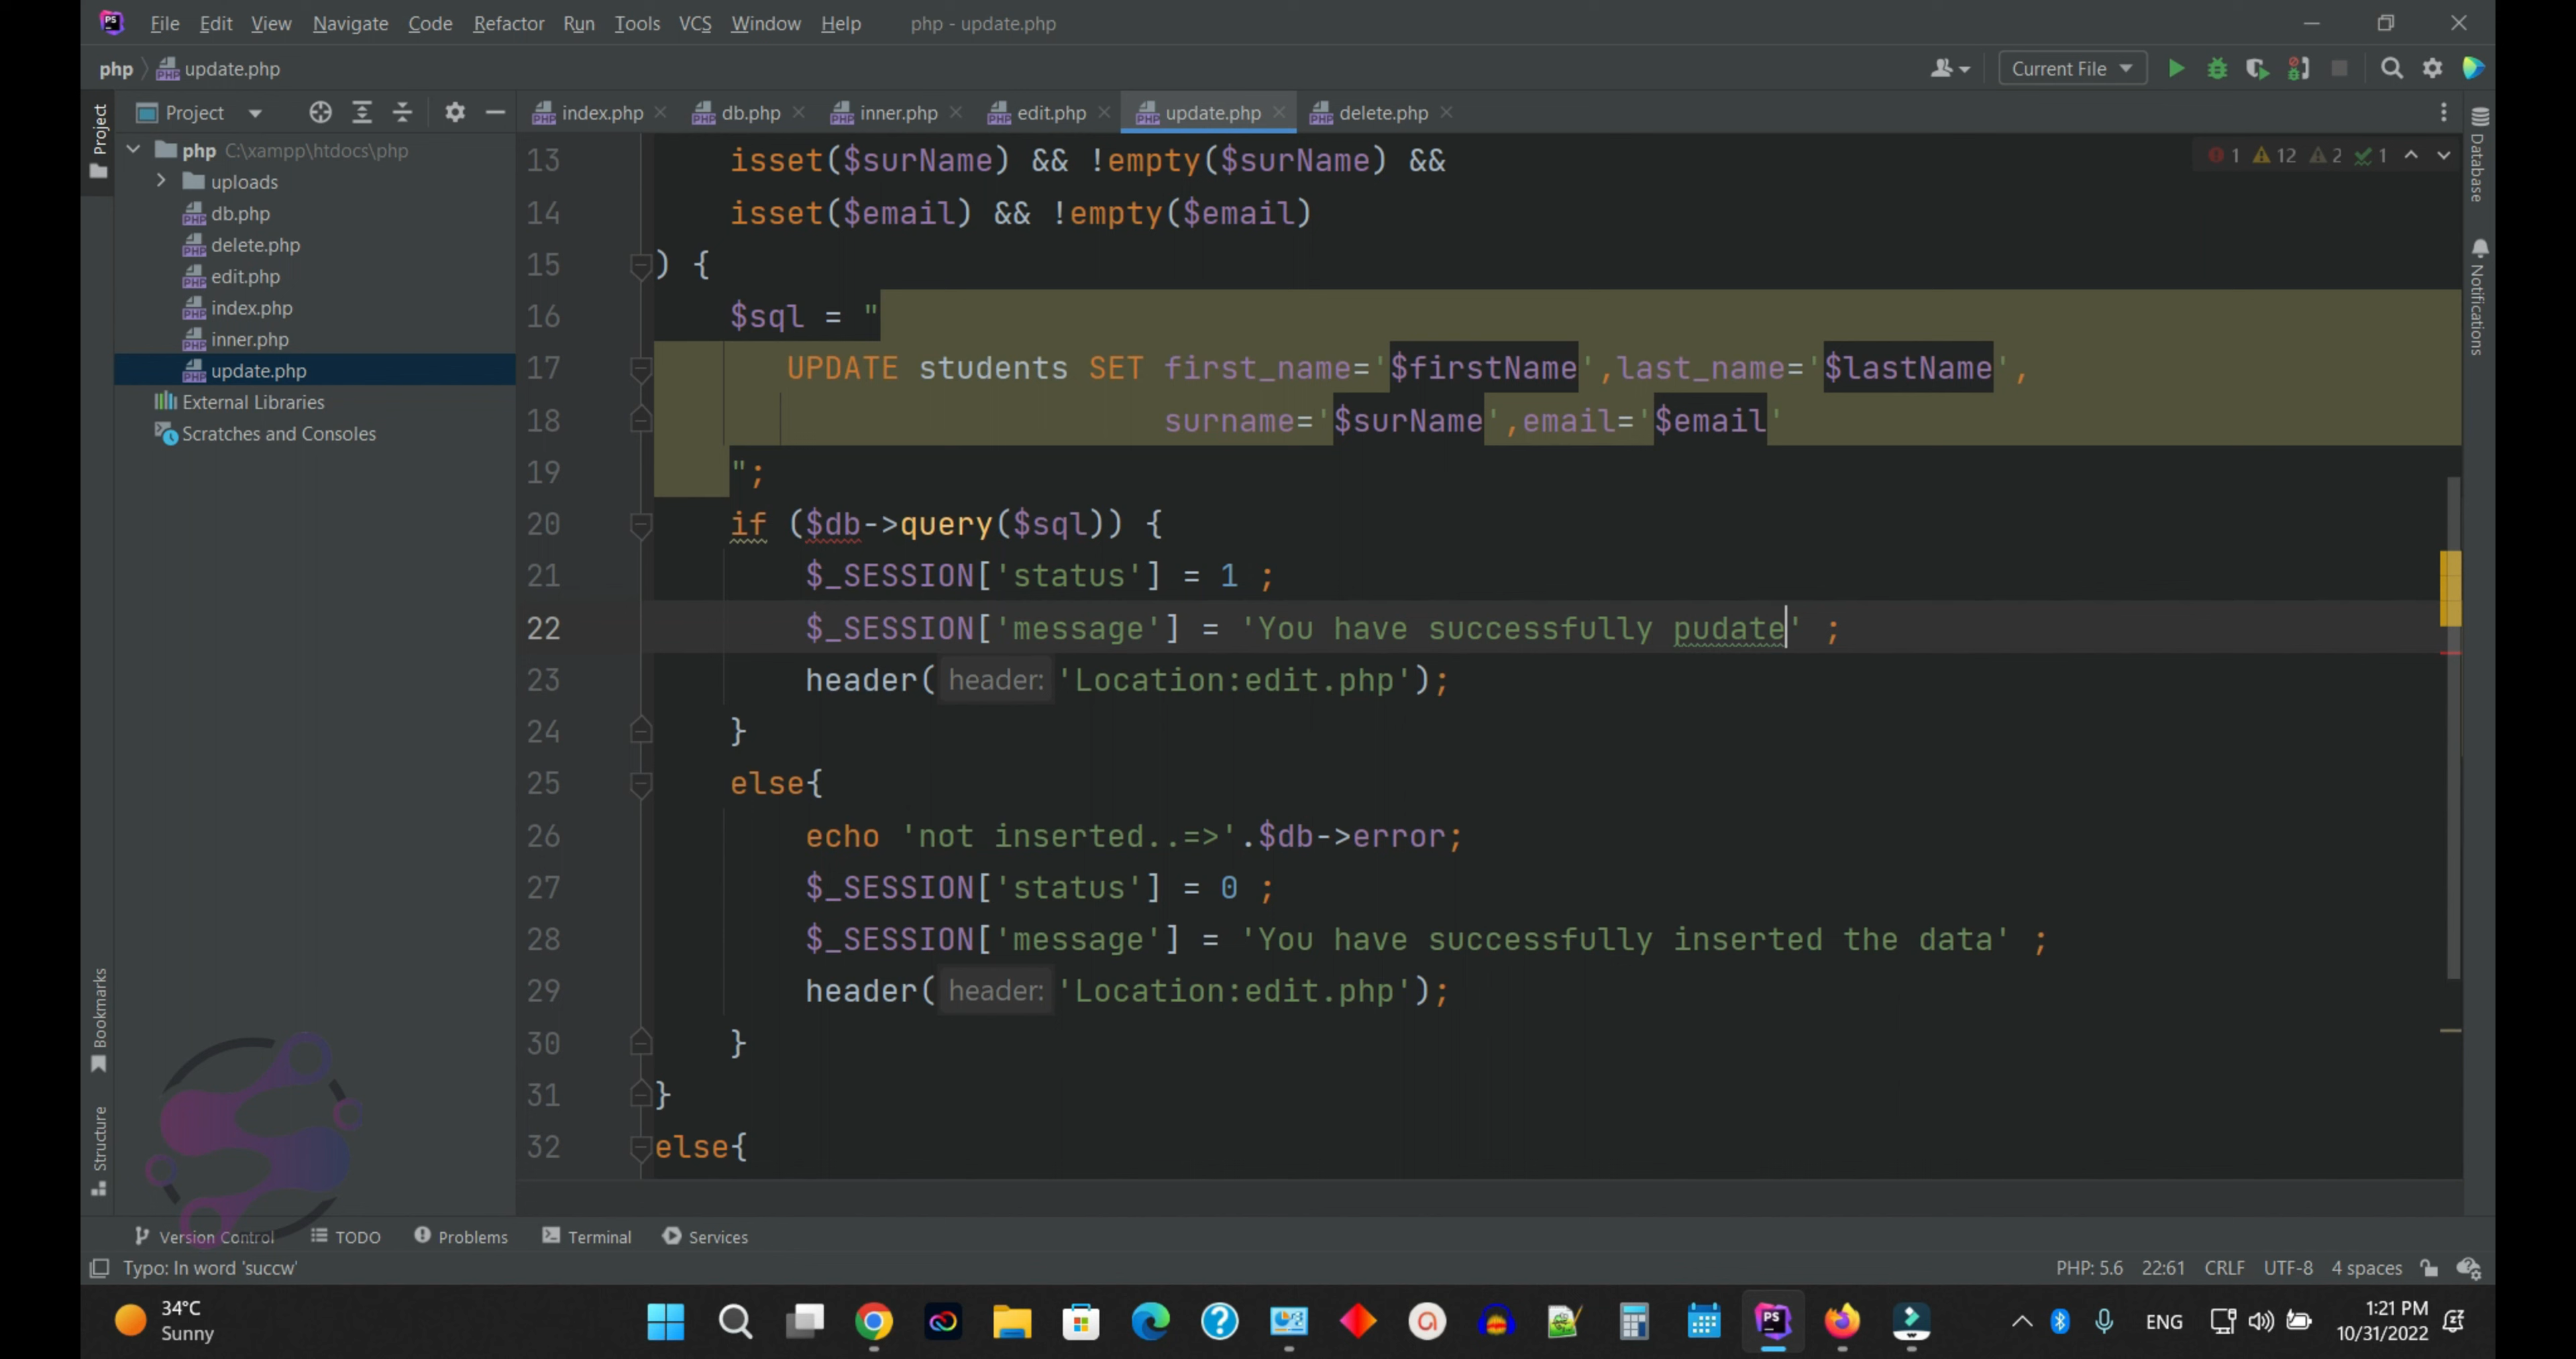 File Edit View Navigate Code Refactor Run Tools VCS Window Help php - update.php
php update.php Current File
Project index.php db.php inner.php edit.php update.php delete.php
Project
php C:\xampp\htdocs\php
uploads
db.php
delete.php
edit.php
index.php
inner.php
update.php
External Libraries
Scratches and Consoles
1 12 2 1
13 isset($surName) && !empty($surName) &&
14 isset($email) && !empty($email)
15 ) {
16 $sql = "
17 UPDATE students SET first_name='$firstName',last_name='$lastName',
18 surname='$surName',email='$email'
19 ";
20 if ($db->query($sql)) {
21 $_SESSION['status'] = 1 ;
22 $_SESSION['message'] = 'You have successfully pudate' ;
23 header( header: 'Location:edit.php');
24 }
25 else{
26 echo 'not inserted..=>'.$db->error;
27 $_SESSION['status'] = 0 ;
28 $_SESSION['message'] = 'You have successfully inserted the data' ;
29 header( header: 'Location:edit.php');
30 }
31 }
32 else{
Database
Notifications
Bookmarks
Structure
Version Control TODO Problems Terminal Services
Typo: In word 'succw' PHP: 5.6 22:61 CRLF UTF-8 4 spaces
34°C
Sunny
PS
ENG
1:21 PM
10/31/2022